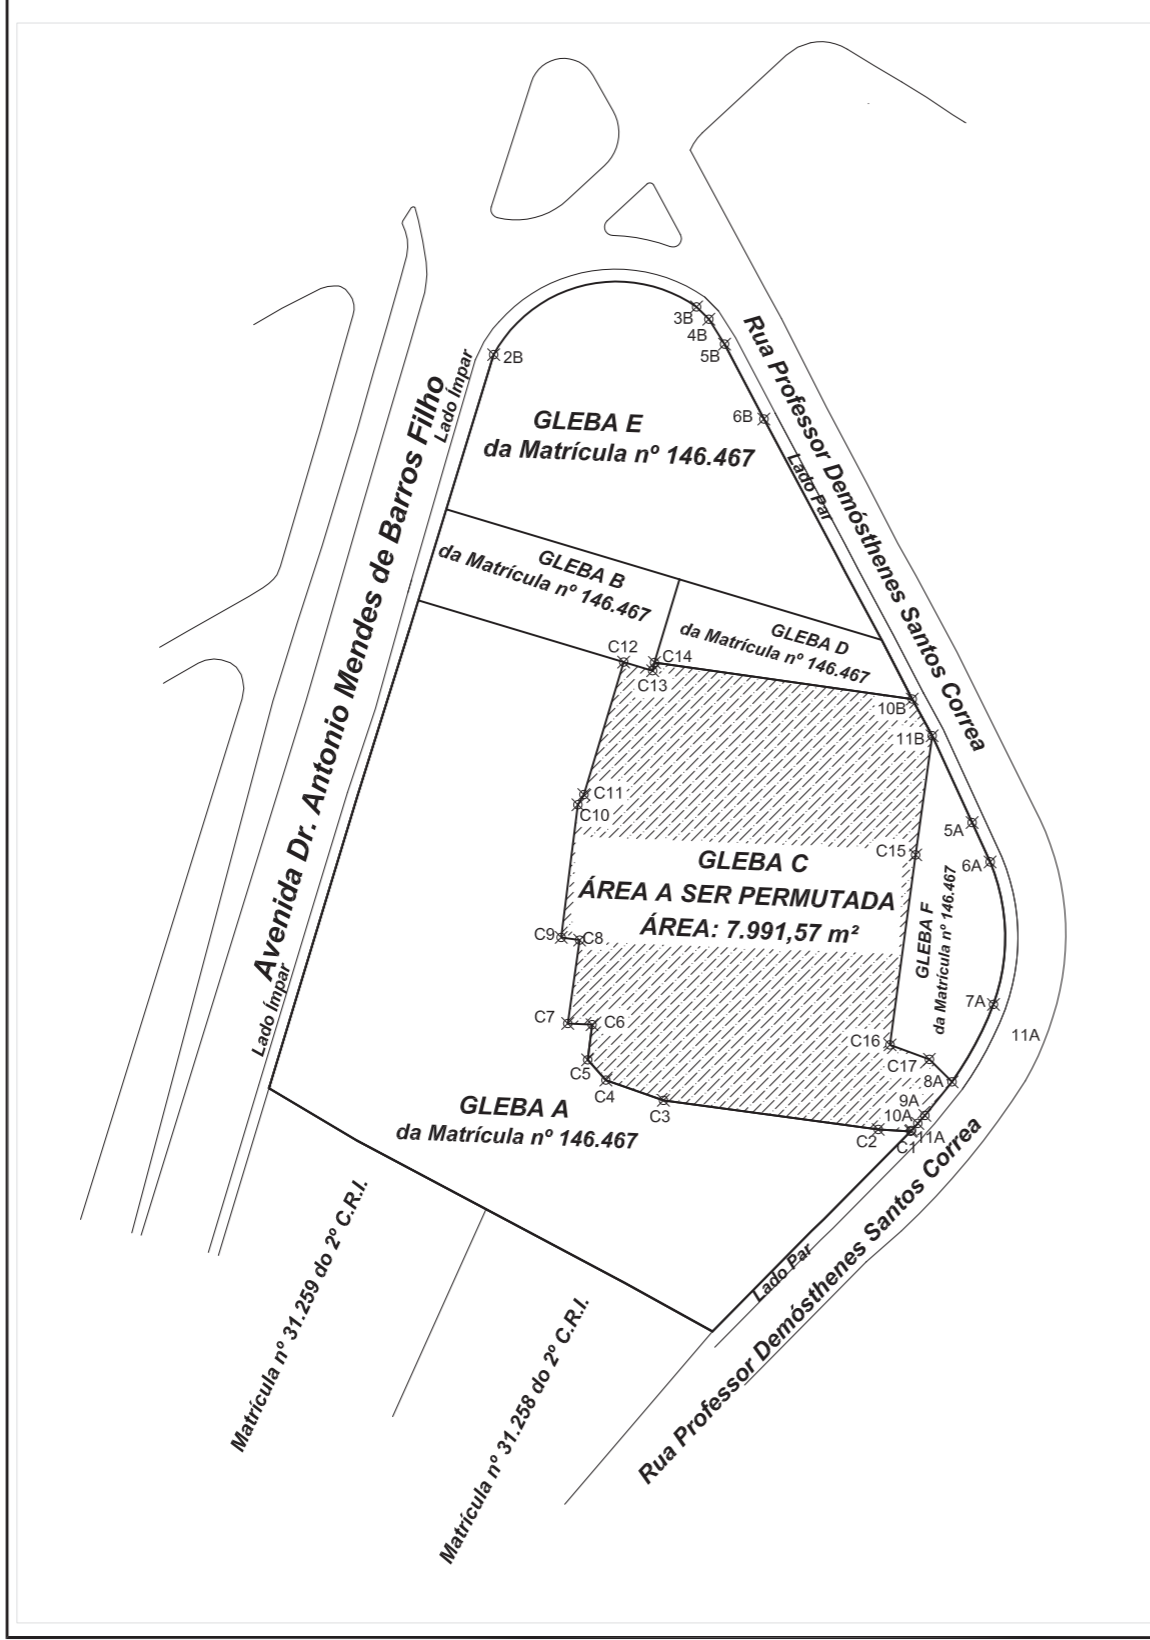 3B
4B
5B
2B
6B
Lado Ímpar
Avenida Dr. Antonio Mendes de Barros Filho
Lado Ímpar
Rua Professor Demósthenes Santos Correa
Lado Par
GLEBA E
da Matrícula nº 146.467
GLEBA B
da Matrícula nº 146.467
GLEBA D
da Matrícula nº 146.467
C12
C14
C13
10B
11B
C11
C10
5A
C15
6A
GLEBA C
ÁREA A SER PERMUTADA
ÁREA: 7.991,57 m²
GLEBA F
da Matrícula nº 146.467
C9
C8
7A
C7
C6
11A
C16
C17
C5
8A
C4
C3
9A
10A
C2
11A
C1
GLEBA A
da Matrícula nº 146.467
Lado Par
Rua Professor Demósthenes Santos Correa
Matrícula nº 31.259 do 2º C.R.I.
Matrícula nº 31.258 do 2º C.R.I.